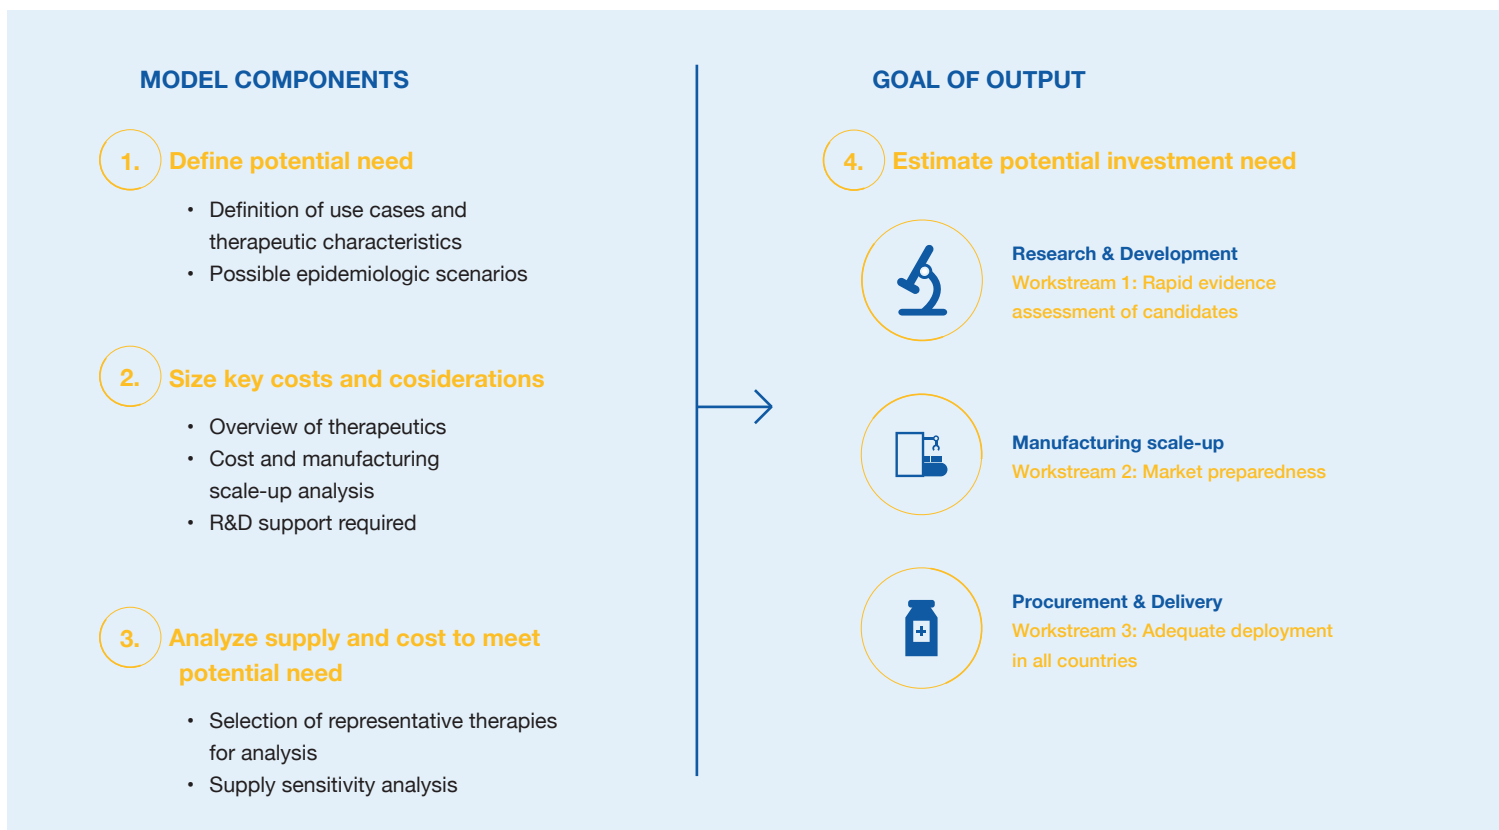 MODEL COMPONENTS
1.
Define potential need
• Definition of use cases and
therapeutic characteristics
• Possible epidemiologic scenarios
2.
Size key costs and cosiderations
• Overview of therapeutics
• Cost and manufacturing
scale-up analysis
• R&D support required
3.
Analyze supply and cost to meet
potential need
• Selection of representative therapies
for analysis
• Supply sensitivity analysis
GOAL OF OUTPUT
4.
Estimate potential investment need
Research & Development
Workstream 1: Rapid evidence
assessment of candidates
Manufacturing scale-up
Workstream 2: Market preparedness
Procurement & Delivery
Workstream 3: Adequate deployment
in all countries